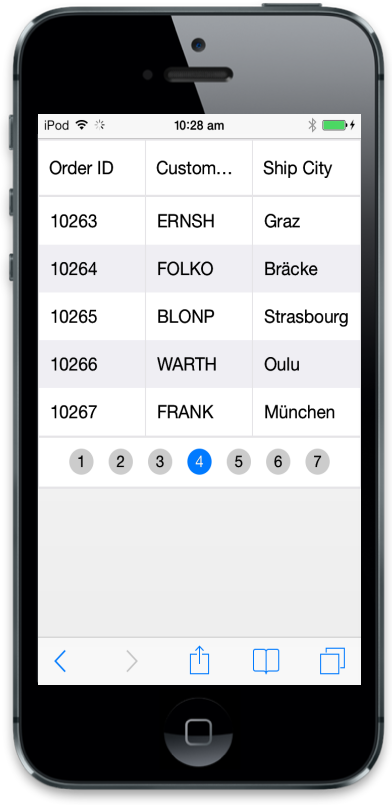 iPod 10:28 am
Order ID Custom... Ship City
10263 ERNSH Graz
10264 FOLKO Bräcke
10265 BLONP Strasbourg
10266 WARTH Oulu
10267 FRANK München
1 2 3 4 5 6 7